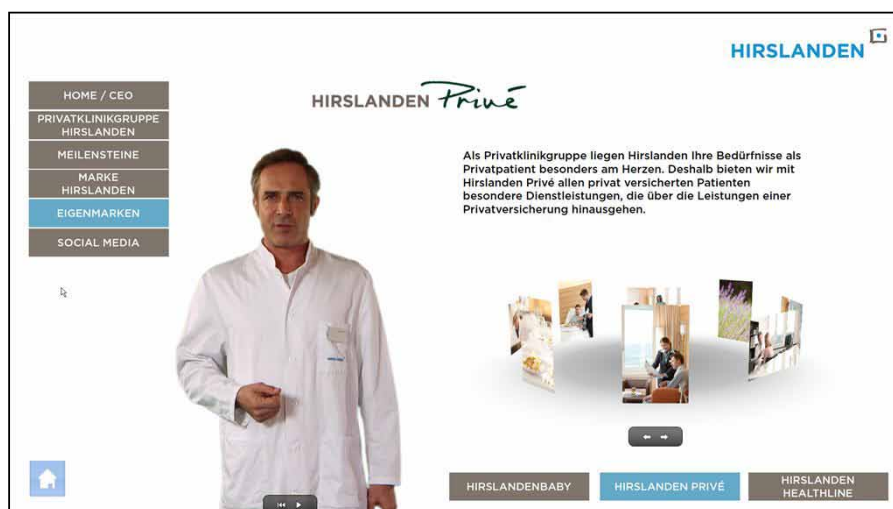 HIRSLANDEN
HIRSLANDEN Privé
HOME / CEO
PRIVATKLINIKGRUPPE
HIRSLANDEN
MEILENSTEINE
MARKE
HIRSLANDEN
EIGENMARKEN
SOCIAL MEDIA
Als Privatklinikgruppe liegen Hirslanden Ihre Bedürfnisse als
Privatpatient besonders am Herzen. Deshalb bieten wir mit
Hirslanden Privé allen privat versicherten Patienten
besondere Dienstleistungen, die über die Leistungen einer
Privatversicherung hinausgehen.
HIRSLANDENBABY
HIRSLANDEN PRIVÉ
HIRSLANDEN
HEALTHLINE